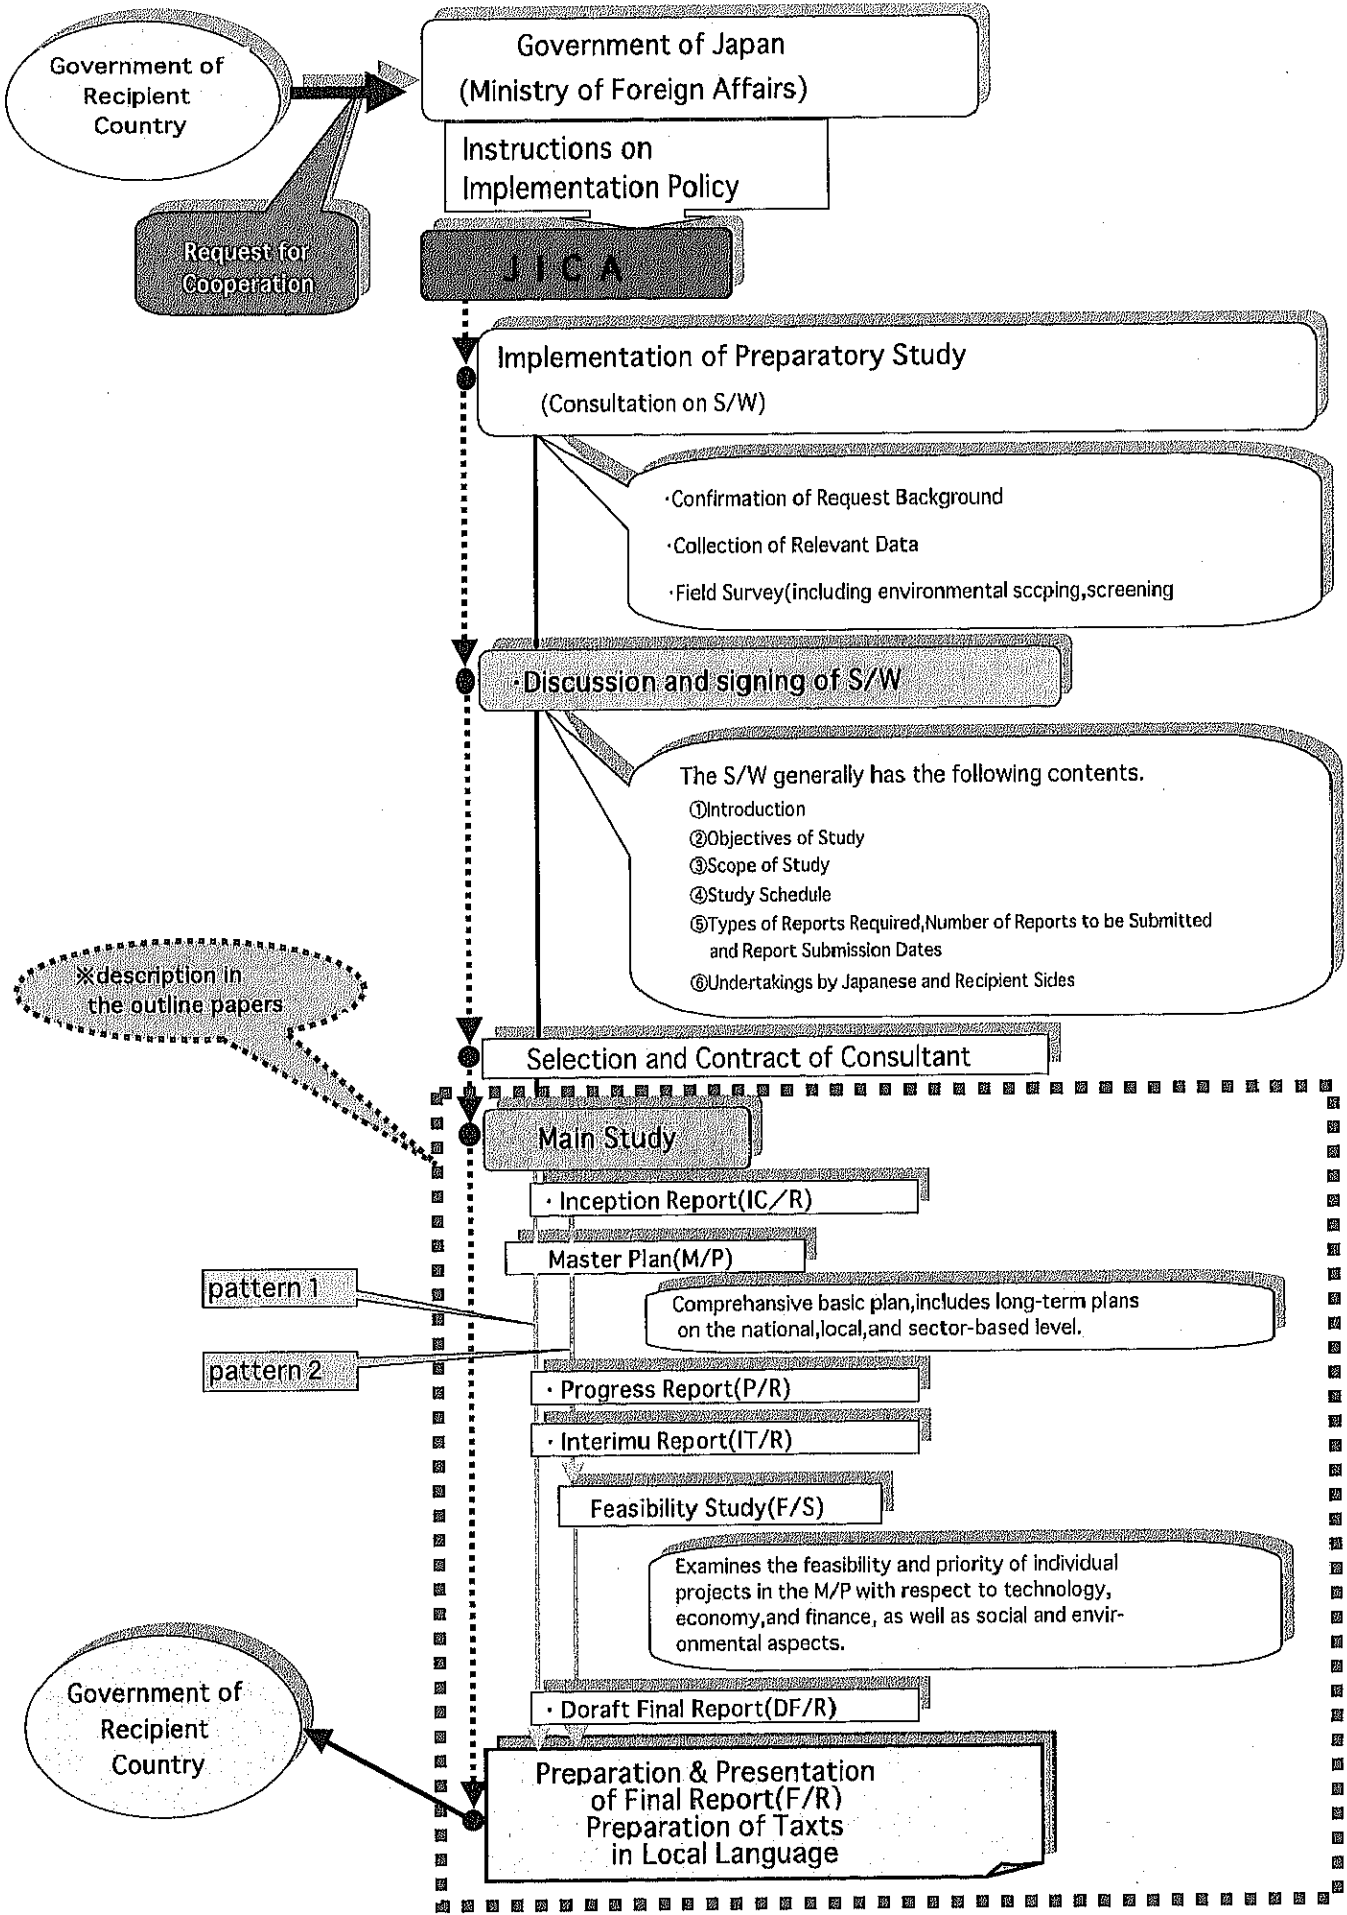 Government of
Recipient
Country
Government of Japan
(Ministry of Foreign Affairs)
Instructions on
Implementation Policy
Request for
Cooperation
JICA
Implementation of Preparatory Study
(Consultation on S/W)
・Confirmation of Request Background
・Collection of Relevant Data
・Field Survey(including environmental sccping,screening
・Discussion and signing of S/W
The S/W generally has the following contents.
①Introduction
②Objectives of Study
③Scope of Study
④Study Schedule
⑤Types of Reports Required,Number of Reports to be Submitted
and Report Submission Dates
⑥Undertakings by Japanese and Recipient Sides
※description in
the outline papers
Selection and Contract of Consultant
Main Study
・Inception Report(IC/R)
Master Plan(M/P)
pattern 1
Comprehansive basic plan,includes long-term plans
on the national,local,and sector-based level.
pattern 2
・Progress Report(P/R)
・Interimu Report(IT/R)
Feasibility Study(F/S)
Examines the feasibility and priority of individual
projects in the M/P with respect to technology,
economy,and finance, as well as social and envir-
onmental aspects.
・Doraft Final Report(DF/R)
Government of
Recipient
Country
Preparation & Presentation
of Final Report(F/R)
Preparation of Taxts
in Local Language